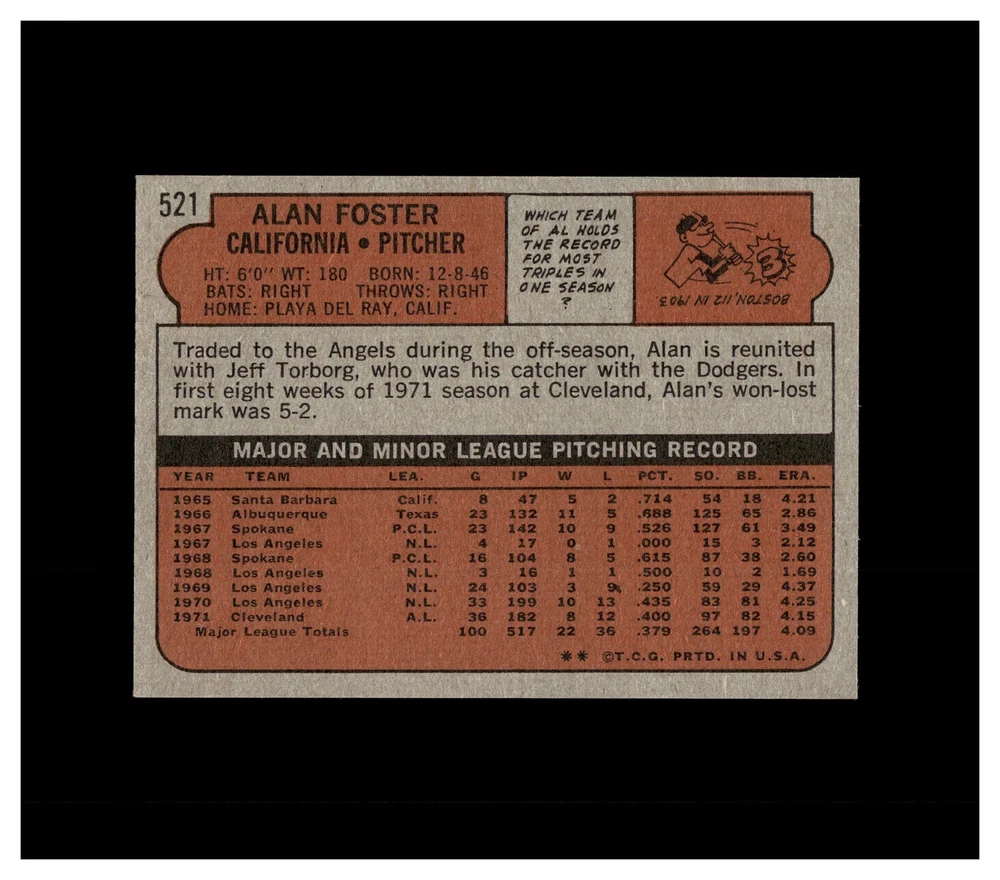 521
ALAN FOSTER
CALIFORNIA • PITCHER
HT: 6'0" WT: 180 BORN: 12-8-46
BATS: RIGHT THROWS: RIGHT
HOME: PLAYA DEL RAY, CALIF.
WHICH TEAM
OF AL HOLDS
THE RECORD
FOR MOST
TRIPLES IN
ONE SEASON
?
3
BOSTON, 112 IN 1903
Traded to the Angels during the off-season, Alan is reunited
with Jeff Torborg, who was his catcher with the Dodgers. In
first eight weeks of 1971 season at Cleveland, Alan's won-lost
mark was 5-2.
MAJOR AND MINOR LEAGUE PITCHING RECORD
YEAR TEAM LEA. G IP W L PCT. SO. BB. ERA.
1965 Santa Barbara Calif. 8 47 5 2 .714 54 18 4.21
1966 Albuquerque Texas 23 132 11 5 .688 125 65 2.86
1967 Spokane P.C.L. 23 142 10 9 .526 127 61 3.49
1967 Los Angeles N.L. 4 17 0 1 .000 15 3 2.12
1968 Spokane P.C.L. 16 104 8 5 .615 87 38 2.60
1968 Los Angeles N.L. 3 16 1 1 .500 10 2 1.69
1969 Los Angeles N.L. 24 103 3 9 .250 59 29 4.37
1970 Los Angeles N.L. 33 199 10 13 .435 83 81 4.25
1971 Cleveland A.L. 36 182 8 12 .400 97 82 4.15
Major League Totals 100 517 22 36 .379 264 197 4.09
** ©T.C.G. PRTD. IN U.S.A.